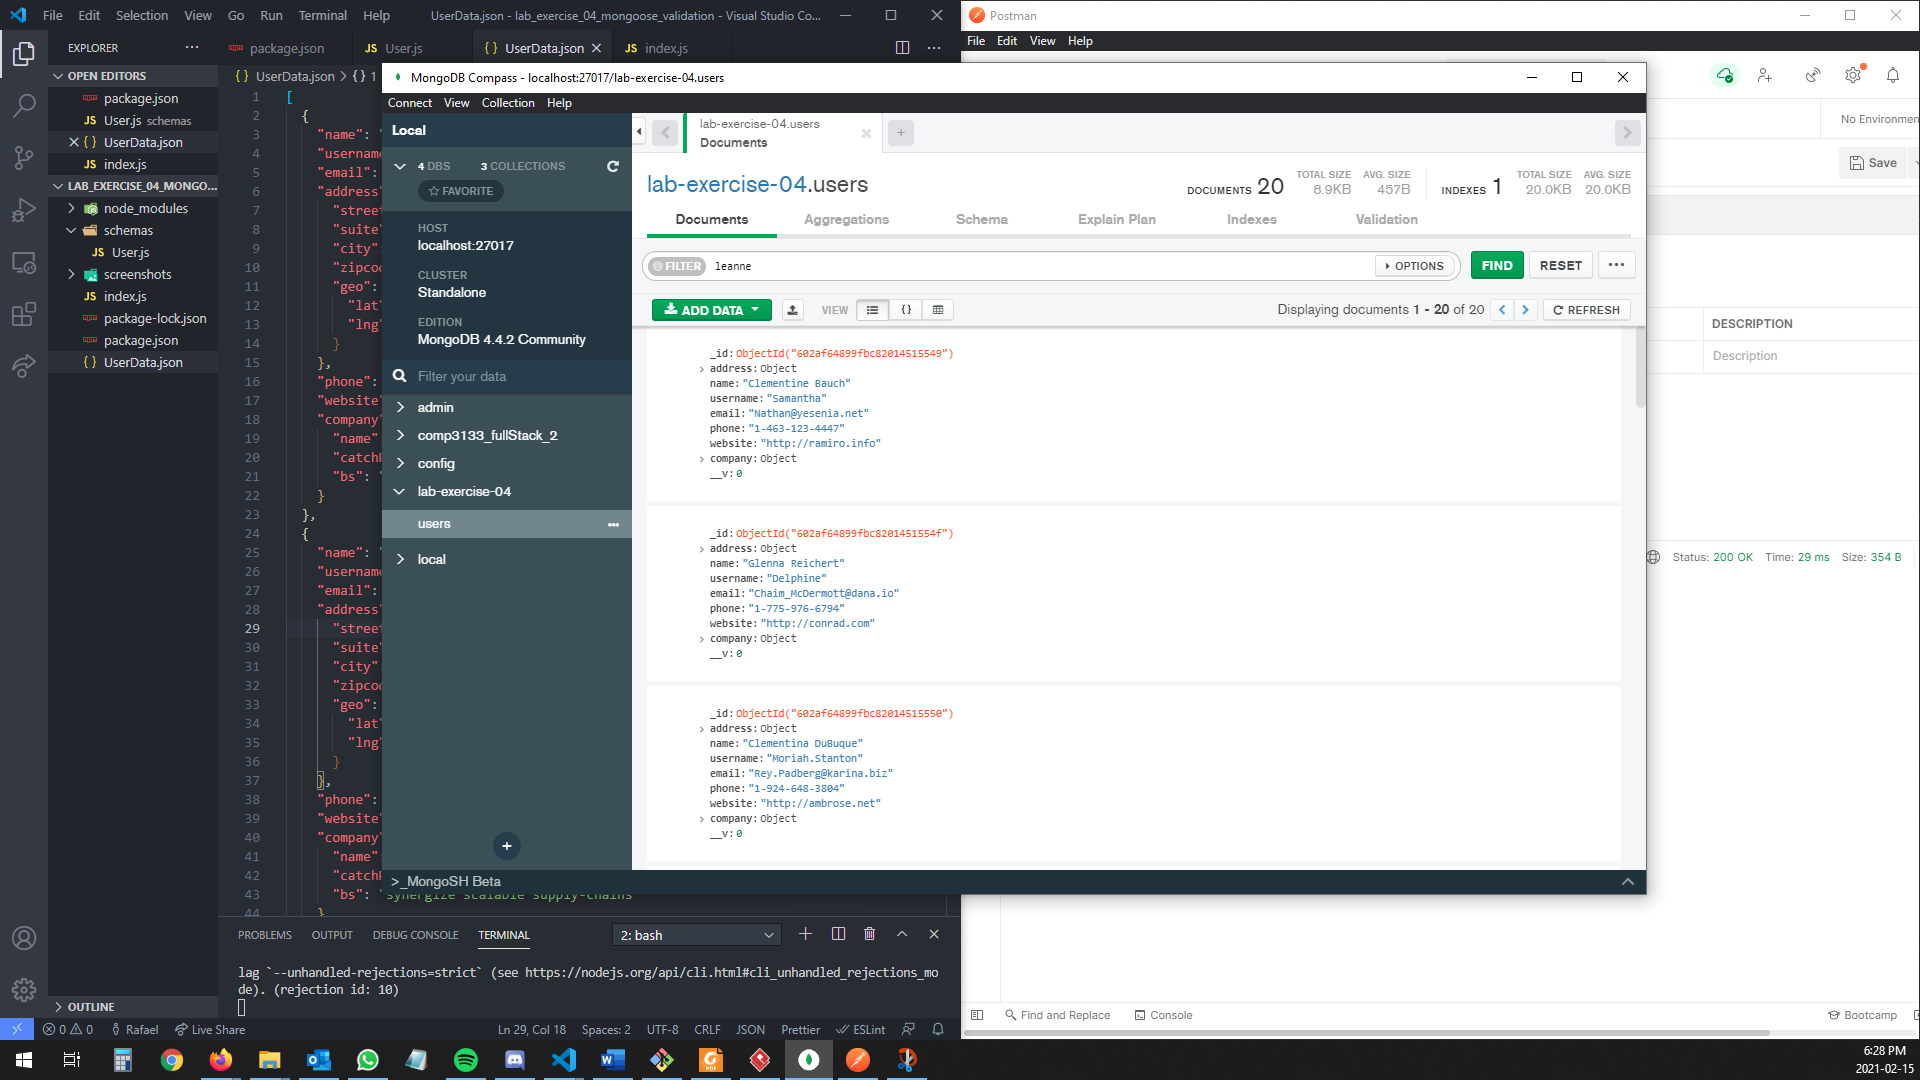 File Edit Selection View Go Run Terminal Help
UserData.json - lab_exercise_04_mongoose_validation - Visual Studio Co...
EXPLORER
package.json
User.js
UserData.json
index.js
OPEN EDITORS
package.json
User.js schemas
UserData.json
index.js
LAB_EXERCISE_04_MONGO...
node_modules
schemas
User.js
screenshots
index.js
package-lock.json
package.json
UserData.json
OUTLINE
{ } UserData.json > { } 1
1 [
2 {
3 "name": "
4 "username
5 "email":
6 "address"
7 "street
8 "suite"
9 "city"
10 "zipcod
11 "geo":
12 "lat"
13 "lng"
14 }
15 },
16 "phone":
17 "website"
18 "company"
19 "name":
20 "catchP
21 "bs": "
22 }
23 },
24 {
25 "name": "
26 "username
27 "email":
28 "address"
29 "street
30 "suite"
31 "city"
32 "zipcod
33 "geo":
34 "lat"
35 "lng"
36 }
37 },
38 "phone":
39 "website"
40 "company"
41 "name":
42 "catchP
43 "bs": "synergize scalable supply-chains
44 }
PROBLEMS OUTPUT DEBUG CONSOLE TERMINAL
2: bash
lag `--unhandled-rejections=strict` (see https://nodejs.org/api/cli.html#cli_unhandled_rejections_mo
de). (rejection id: 10)
0 0 Rafael Live Share
Ln 29, Col 18 Spaces: 2 UTF-8 CRLF JSON Prettier ESLint
MongoDB Compass - localhost:27017/lab-exercise-04.users
Connect View Collection Help
Local
4 DBS 3 COLLECTIONS
FAVORITE
HOST
localhost:27017
CLUSTER
Standalone
EDITION
MongoDB 4.4.2 Community
Filter your data
admin
comp3133_fullStack_2
config
lab-exercise-04
users
local
>_MongoSH Beta
lab-exercise-04.users
Documents
lab-exercise-04.users
DOCUMENTS 20
TOTAL SIZE
8.9KB
AVG. SIZE
457B
INDEXES 1
TOTAL SIZE
20.0KB
AVG. SIZE
20.0KB
Documents Aggregations Schema Explain Plan Indexes Validation
FILTER leanne
OPTIONS
FIND RESET
ADD DATA
VIEW
Displaying documents 1 - 20 of 20
REFRESH
_id: ObjectId("602af64899fbc82014515549")
address: Object
name: "Clementine Bauch"
username: "Samantha"
email: "Nathan@yesenia.net"
phone: "1-463-123-4447"
website: "http://ramiro.info"
company: Object
__v: 0
_id: ObjectId("602af64899fbc8201451554f")
address: Object
name: "Glenna Reichert"
username: "Delphine"
email: "Chaim_McDermott@dana.io"
phone: "1-775-976-6794"
website: "http://conrad.com"
company: Object
__v: 0
_id: ObjectId("602af64899fbc82014515550")
address: Object
name: "Clementina DuBuque"
username: "Moriah.Stanton"
email: "Rey.Padberg@karina.biz"
phone: "1-924-648-3804"
website: "http://ambrose.net"
company: Object
__v: 0
Postman
File Edit View Help
No Environmen
Save
DESCRIPTION
Description
Status: 200 OK Time: 29 ms Size: 354 B
Find and Replace Console
Bootcamp
6:28 PM
2021-02-15